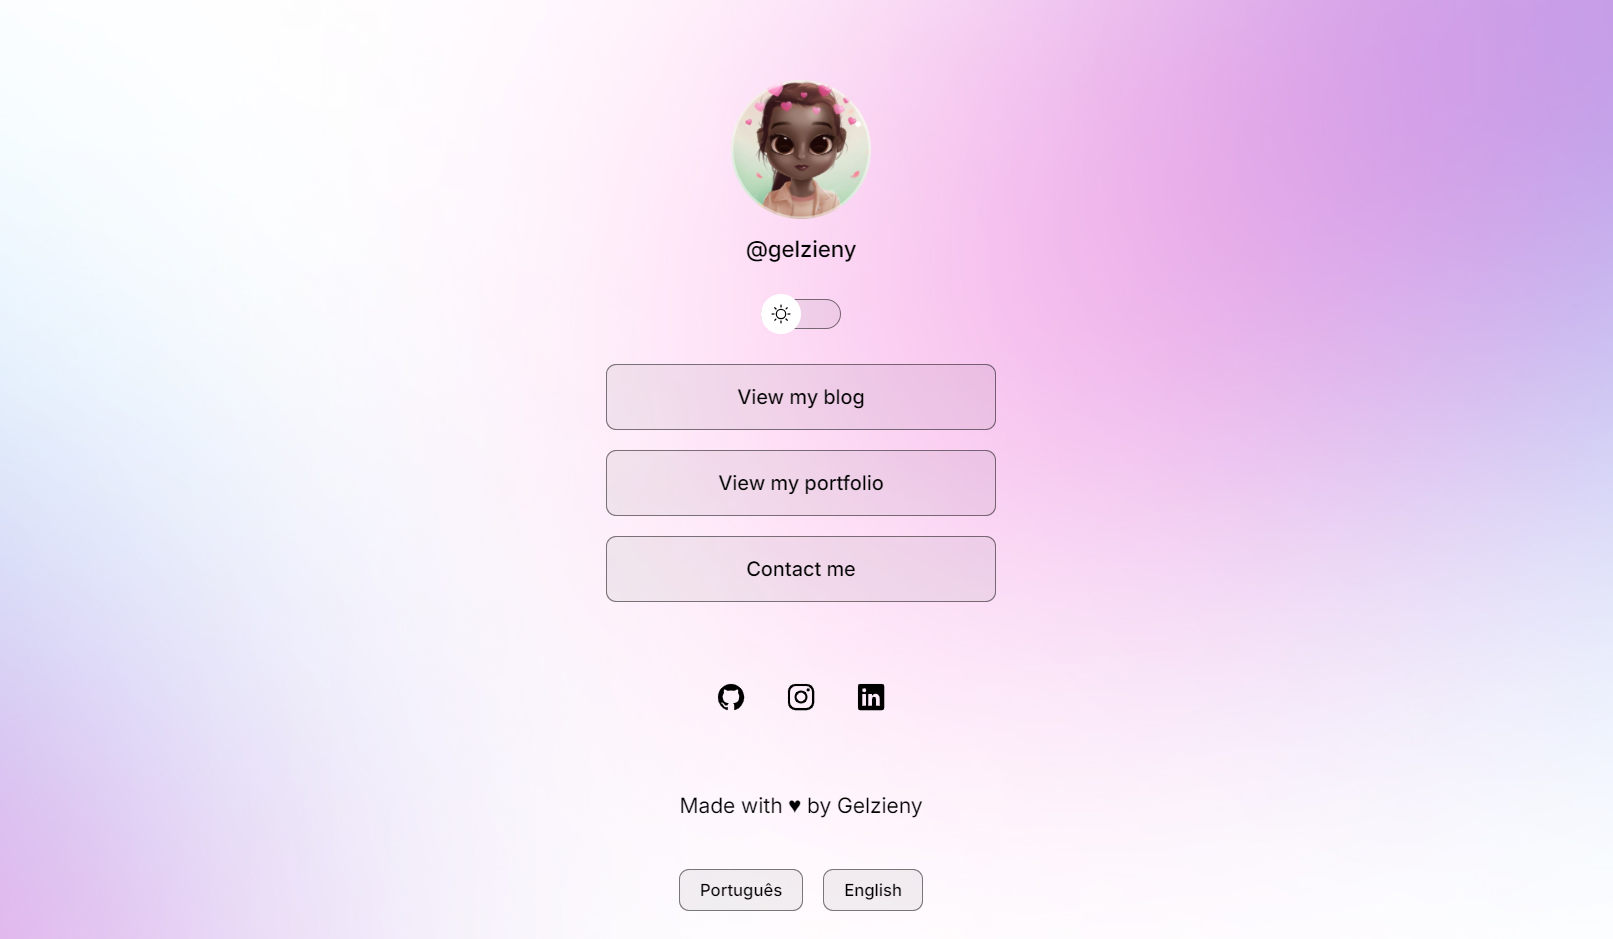 @gelzieny
View my blog
View my portfolio
Contact me
Made with ♥ by Gelzieny
Português English